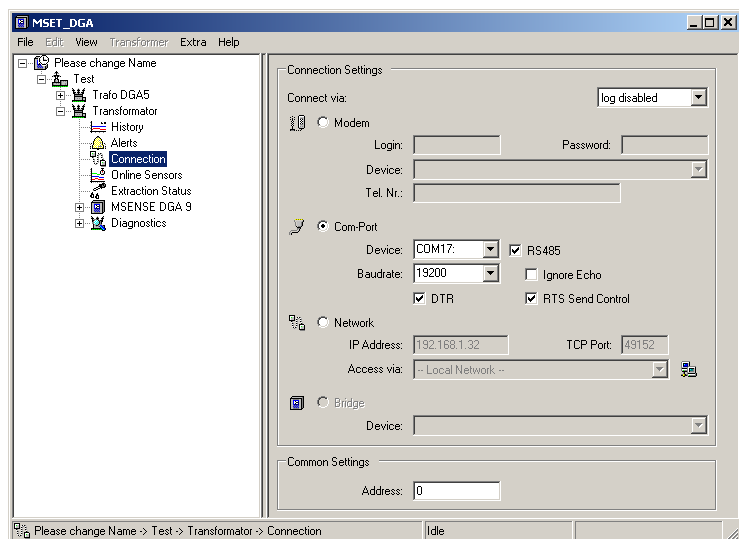 MSET_DGA
File Edit View Transformer Extra Help
Please change Name
Test
Trafo DGA5
Transformator
History
Alerts
Connection
Online Sensors
Extraction Status
MSENSE DGA 9
Diagnostics
Connection Settings
Connect via: log disabled
Modem
Login: Password:
Device:
Tel. Nr.:
Com-Port
Device: COM17: RS485
Baudrate: 19200 Ignore Echo
DTR RTS Send Control
Network
IP Address: 192.168.1.32 TCP Port: 49152
Access via: -- Local Network --
Bridge
Device:
Common Settings
Address: 0
Please change Name -> Test -> Transformator -> Connection Idle